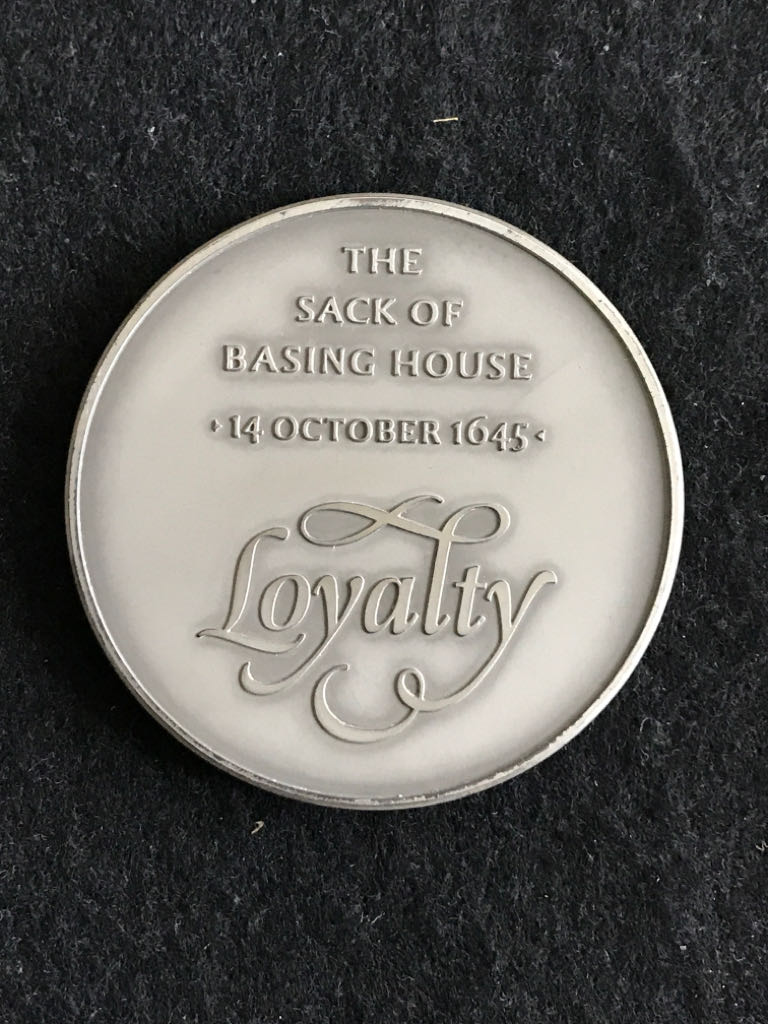 THE
SACK OF
BASING HOUSE
14 OCTOBER 1645
Loyalty